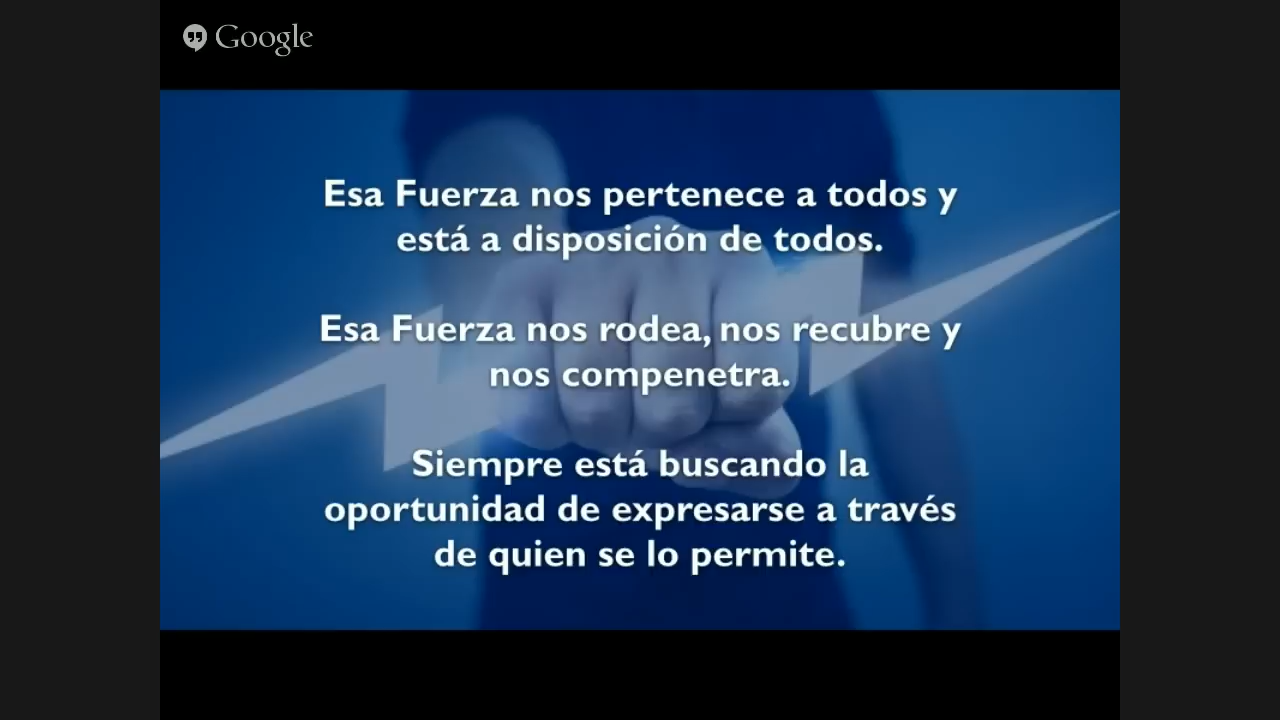 Google
Esa Fuerza nos pertenece a todos y
está a disposición de todos.
Esa Fuerza nos rodea, nos recubre y
nos compenetra.
Siempre está buscando la
oportunidad de expresarse a través
de quien se lo permite.